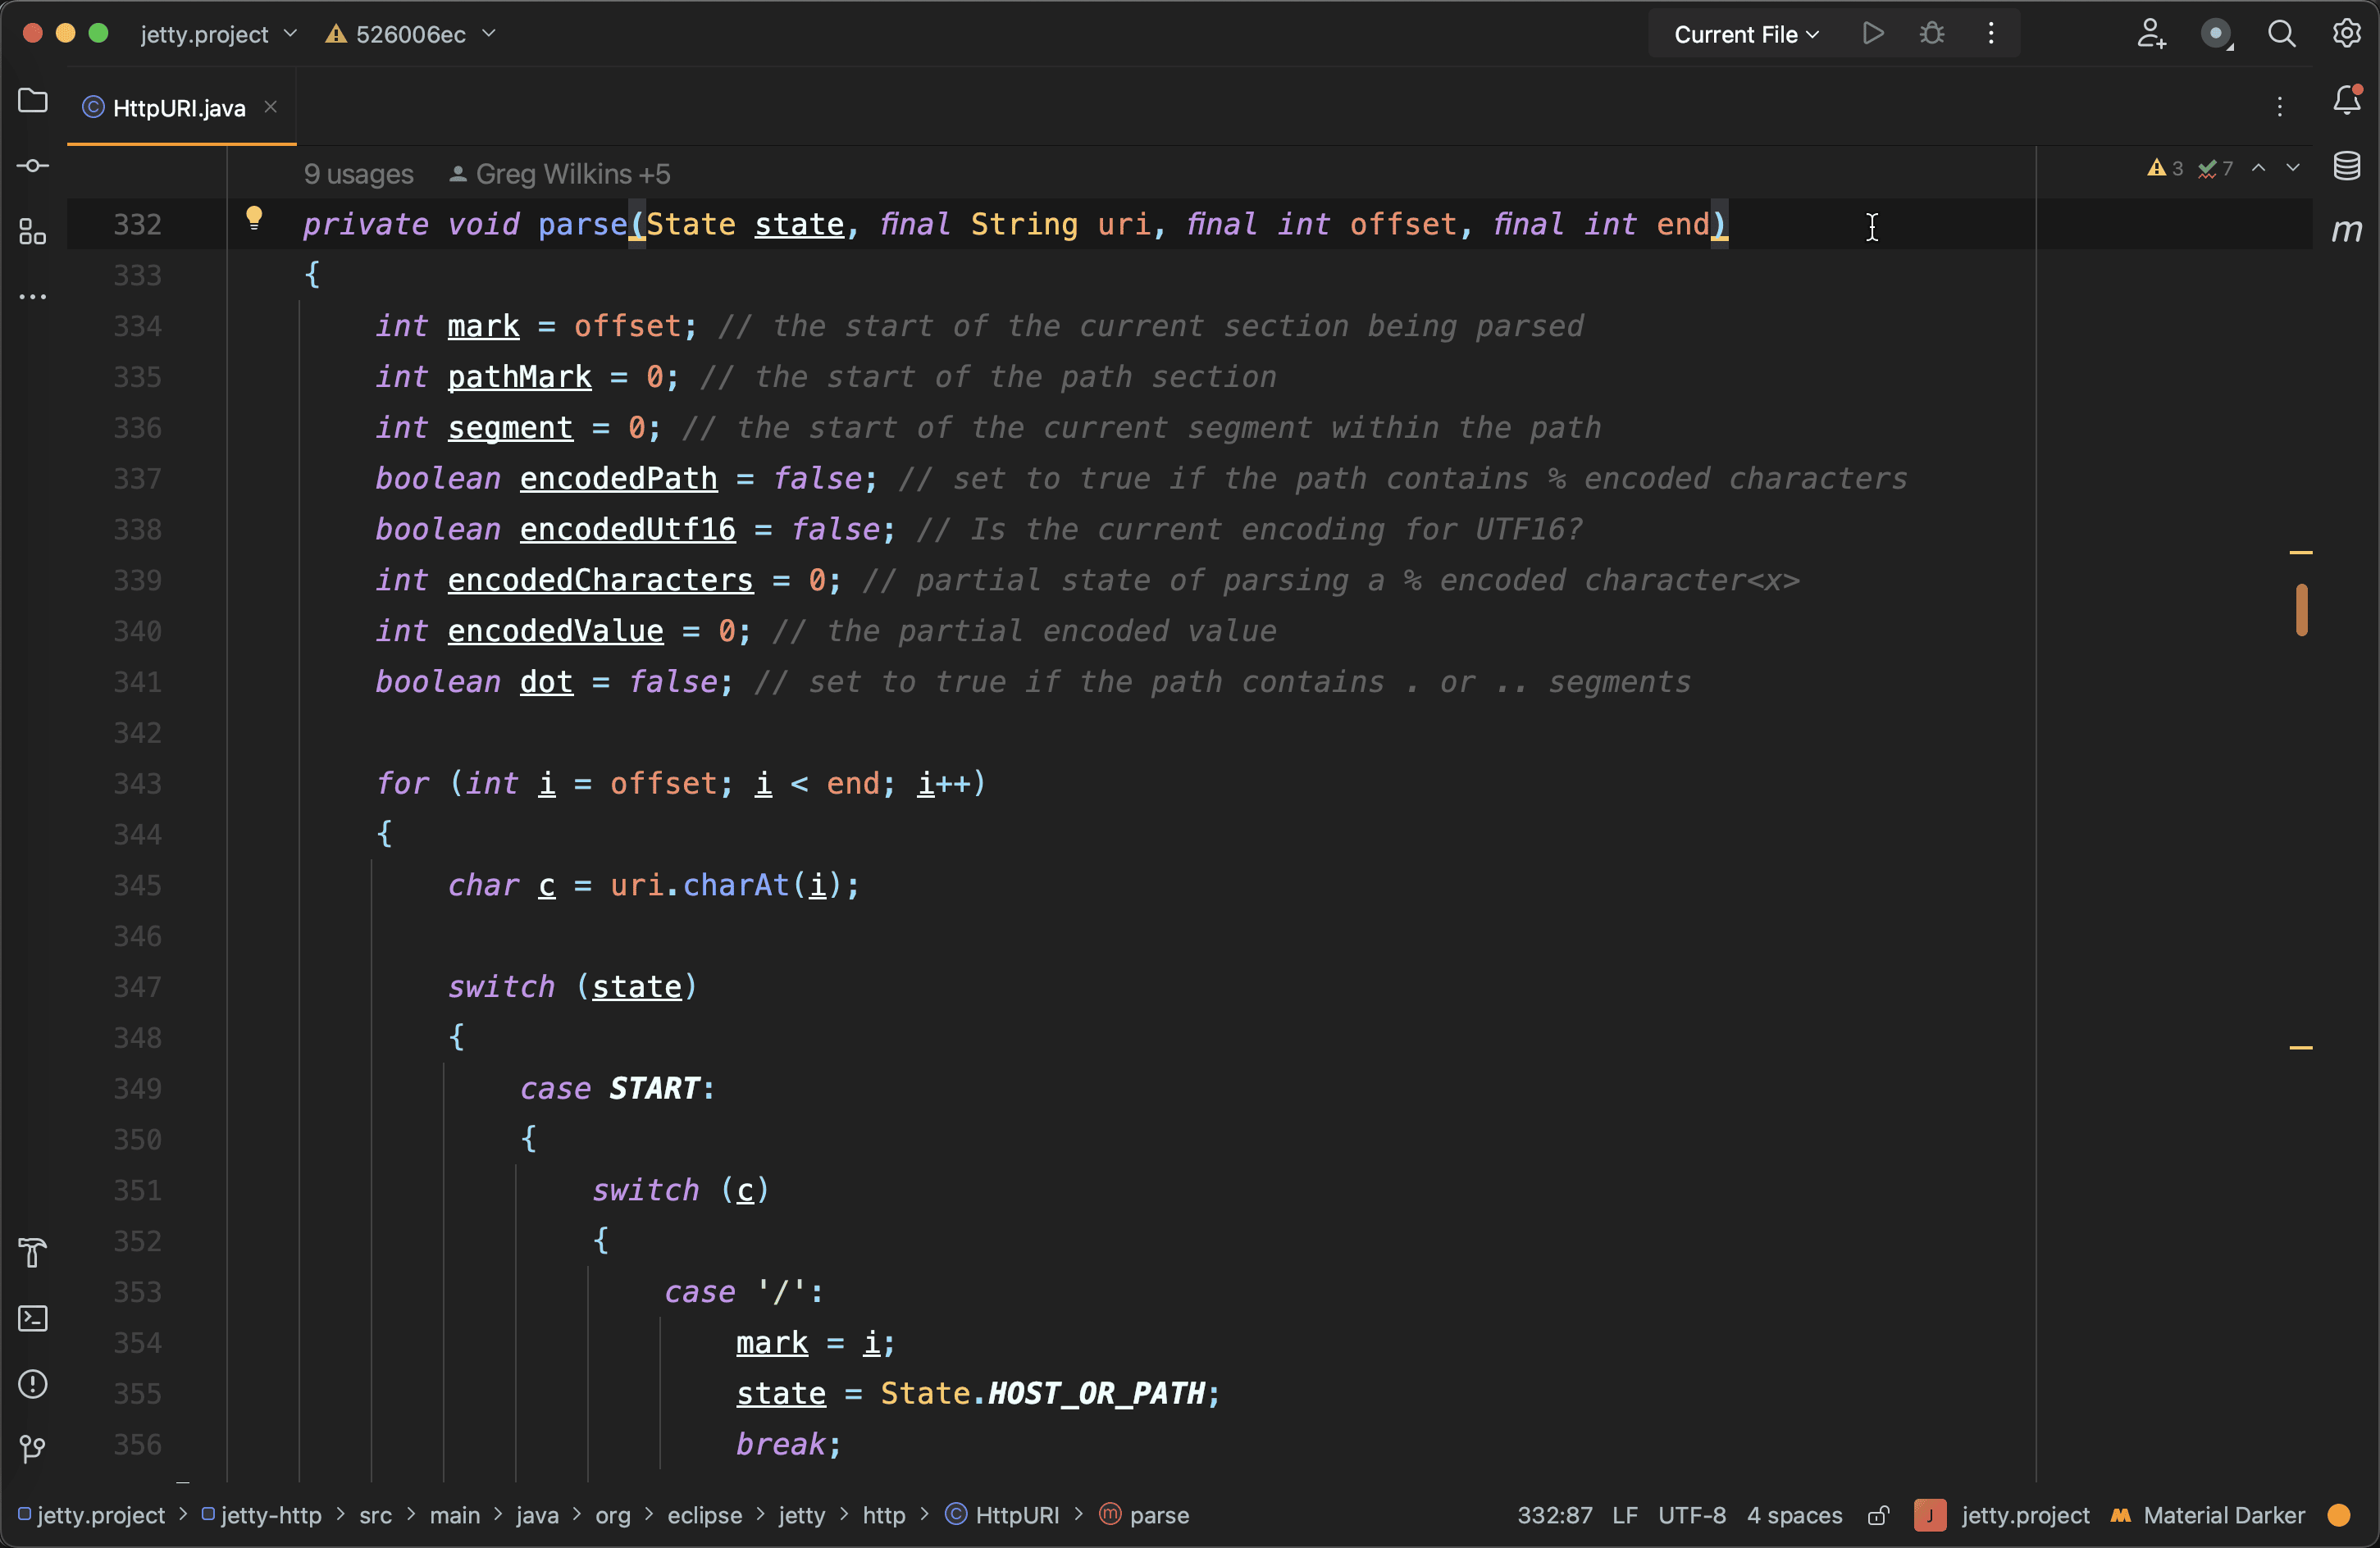 jetty.project 526006ec Current File
HttpURI.java
9 usages Greg Wilkins +5 3 7
332 private void parse(State state, final String uri, final int offset, final int end)
333 {
334 int mark = offset; // the start of the current section being parsed
335 int pathMark = 0; // the start of the path section
336 int segment = 0; // the start of the current segment within the path
337 boolean encodedPath = false; // set to true if the path contains % encoded characters
338 boolean encodedUtf16 = false; // Is the current encoding for UTF16?
339 int encodedCharacters = 0; // partial state of parsing a % encoded character<x>
340 int encodedValue = 0; // the partial encoded value
341 boolean dot = false; // set to true if the path contains . or .. segments
342
343 for (int i = offset; i < end; i++)
344 {
345 char c = uri.charAt(i);
346
347 switch (state)
348 {
349 case START:
350 {
351 switch (c)
352 {
353 case '/':
354 mark = i;
355 state = State.HOST_OR_PATH;
356 break;
jetty.project > jetty-http > src > main > java > org > eclipse > jetty > http > HttpURI > parse 332:87 LF UTF-8 4 spaces J jetty.project Material Darker